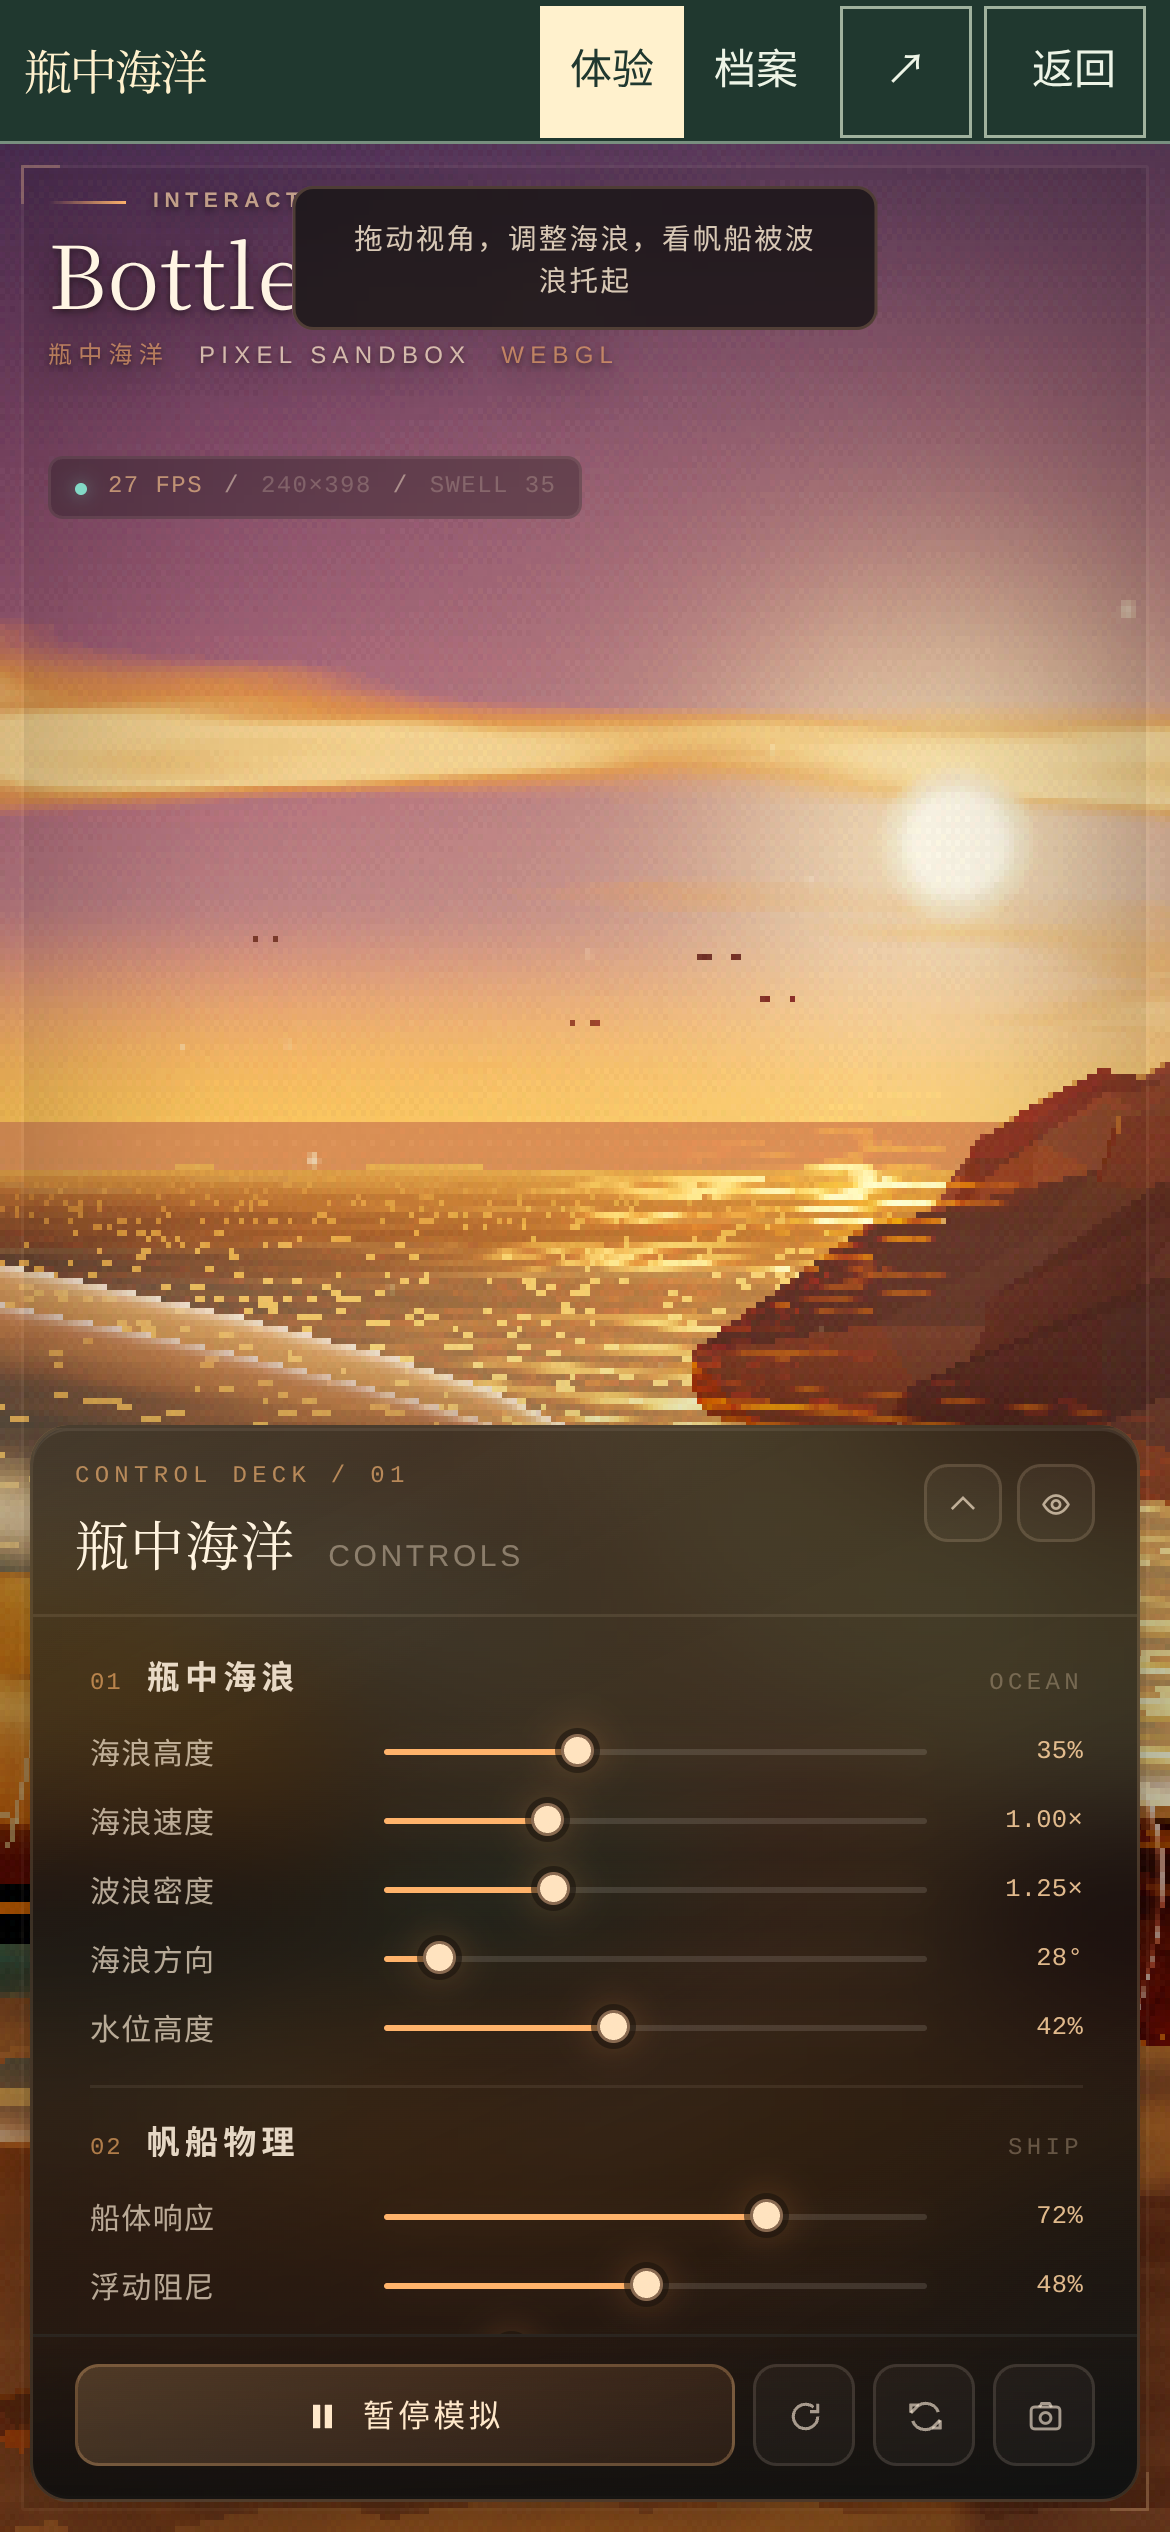 瓶中海洋
体验
档案
↗
返回
INTERACT
Bottle
拖动视角，调整海浪，看帆船被波
浪托起
瓶中海洋 PIXEL SANDBOX WEBGL
27 FPS / 240×398 / SWELL 35
CONTROL DECK / 01
瓶中海洋 CONTROLS
01 瓶中海浪 OCEAN
海浪高度 35%
海浪速度 1.00×
波浪密度 1.25×
海浪方向 28°
水位高度 42%
02 帆船物理 SHIP
船体响应 72%
浮动阻尼 48%
暂停模拟